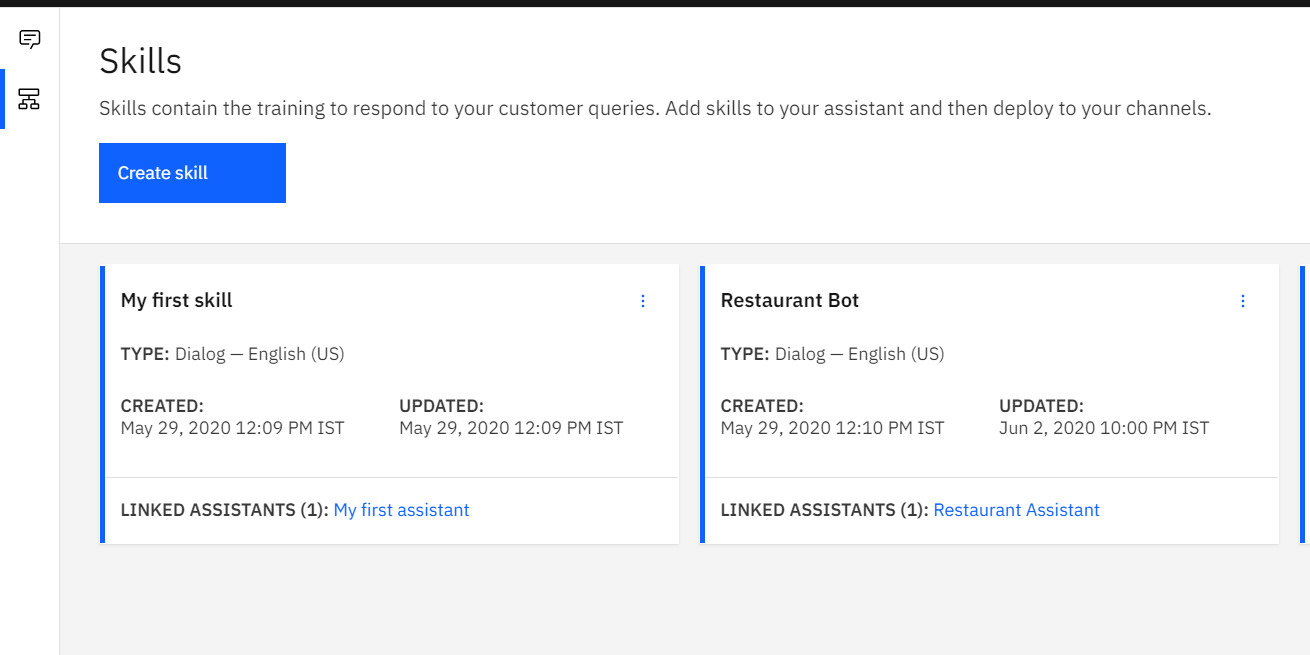 Skills
Skills contain the training to respond to your customer queries. Add skills to your assistant and then deploy to your channels.
Create skill
My first skill
TYPE: Dialog — English (US)
CREATED:
May 29, 2020 12:09 PM IST
UPDATED:
May 29, 2020 12:09 PM IST
LINKED ASSISTANTS (1): My first assistant
Restaurant Bot
TYPE: Dialog — English (US)
CREATED:
May 29, 2020 12:10 PM IST
UPDATED:
Jun 2, 2020 10:00 PM IST
LINKED ASSISTANTS (1): Restaurant Assistant